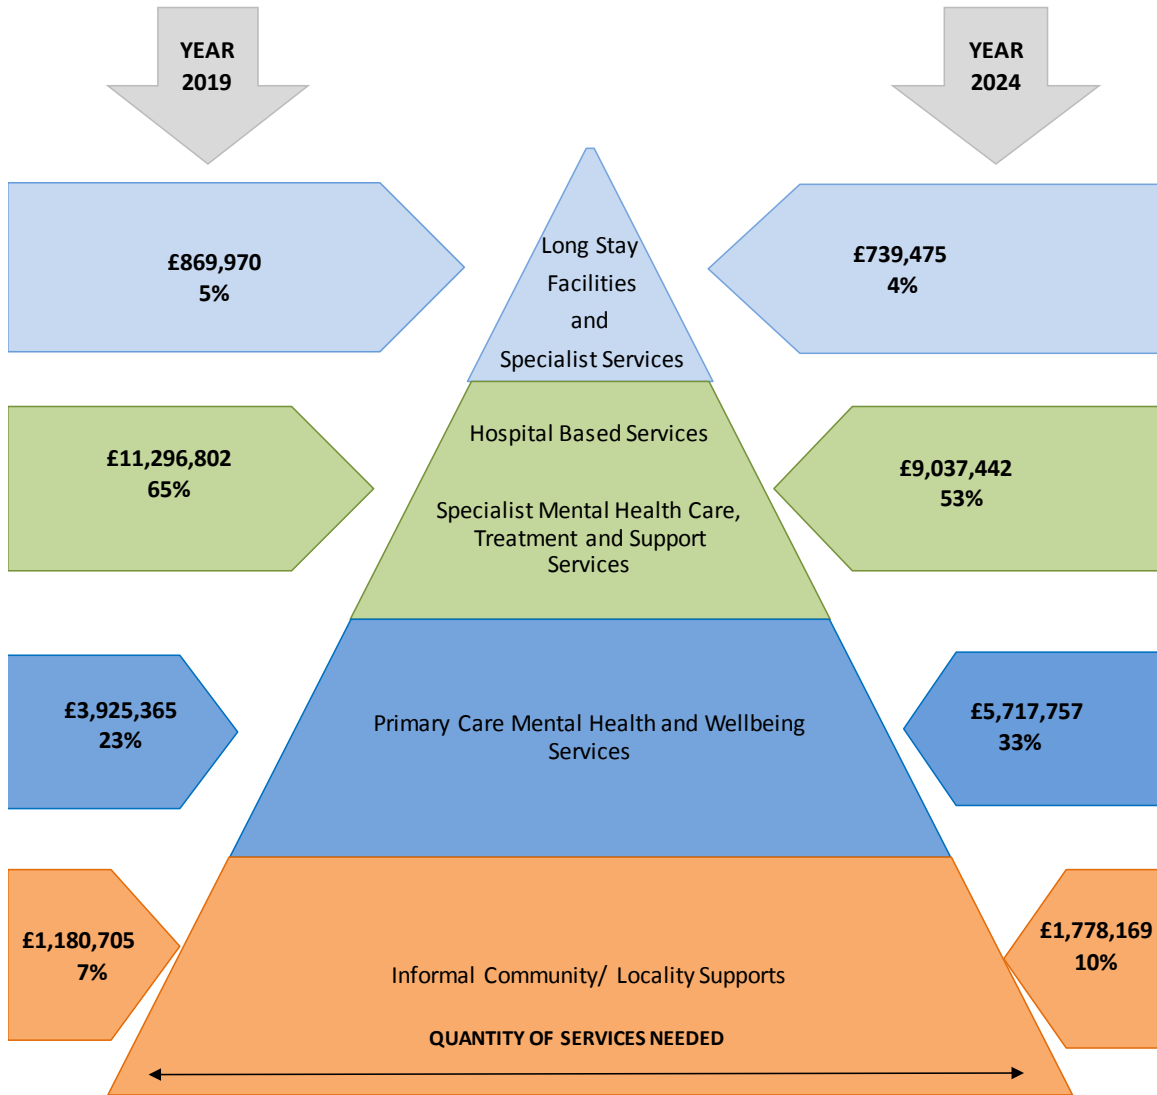 YEAR
2019
YEAR
2024
£869,970
5%
Long Stay
Facilities
and
Specialist Services
£739,475
4%
£11,296,802
65%
Hospital Based Services
Specialist Mental Health Care,
Treatment and Support
Services
£9,037,442
53%
£3,925,365
23%
Primary Care Mental Health and Wellbeing
Services
£5,717,757
33%
£1,180,705
7%
Informal Community/ Locality Supports
£1,778,169
10%
QUANTITY OF SERVICES NEEDED